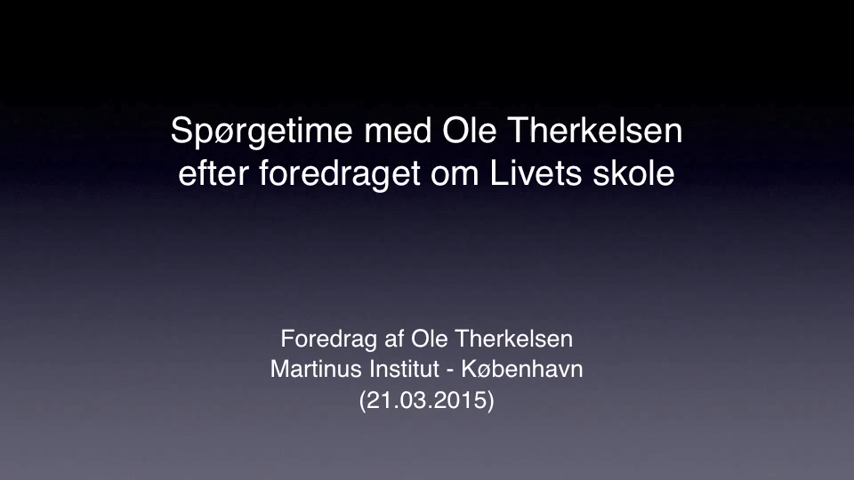 Spørgetime med Ole Therkelsen
efter foredraget om Livets skole
Foredrag af Ole Therkelsen
Martinus Institut - København
(21.03.2015)